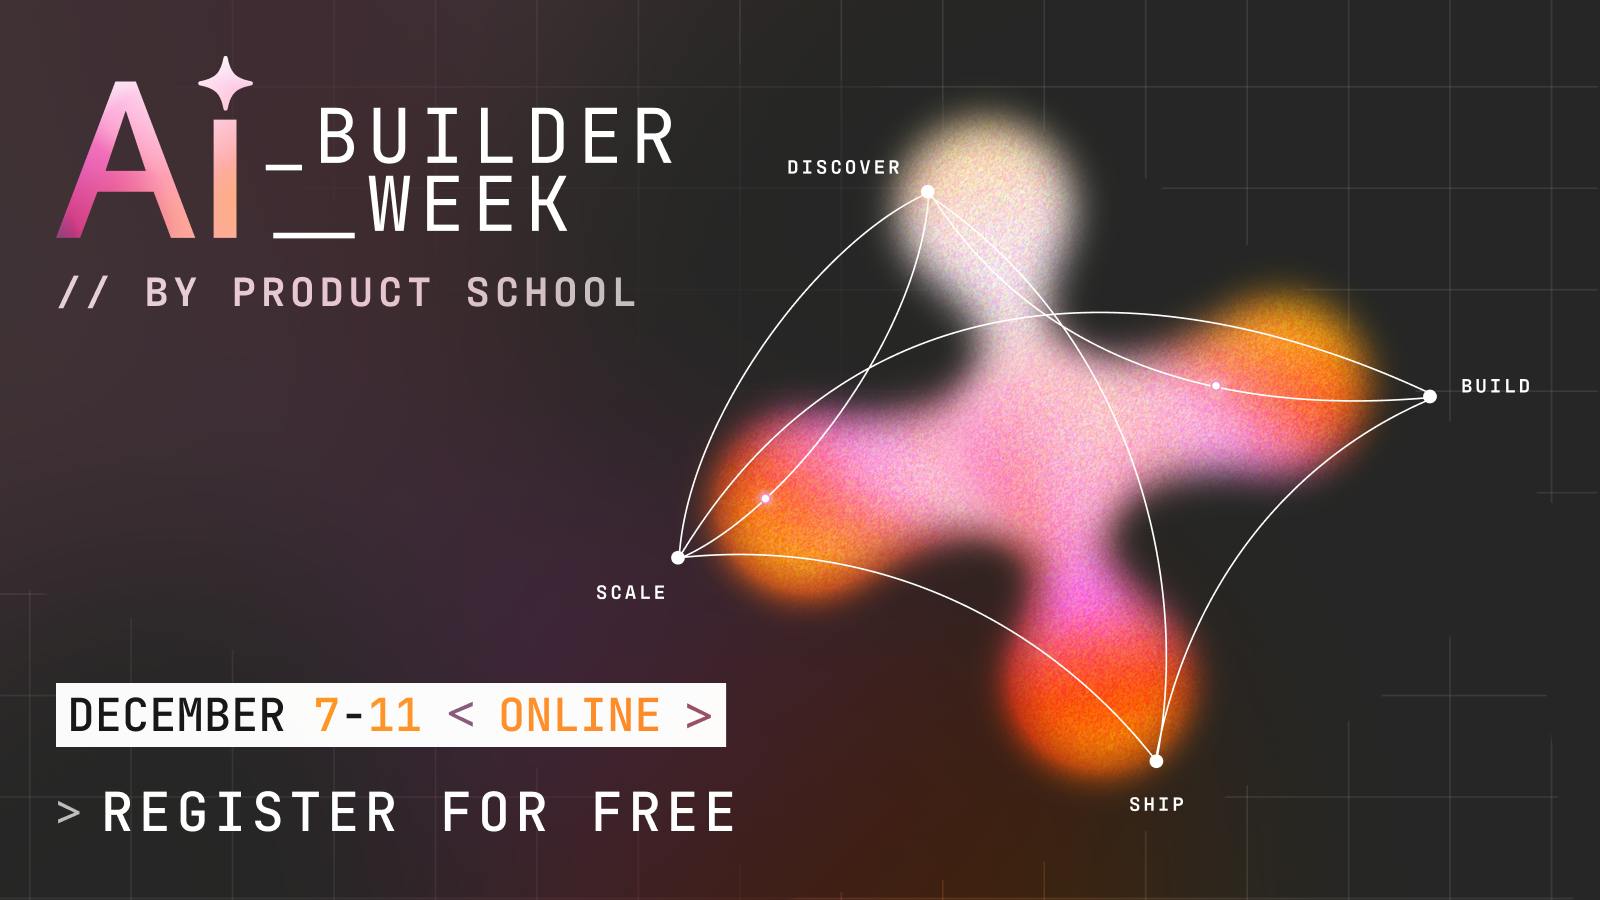 Ai_BUILDER
__WEEK
// BY PRODUCT SCHOOL
DISCOVER
BUILD
SCALE
SHIP
DECEMBER 7-11 < ONLINE >
> REGISTER FOR FREE